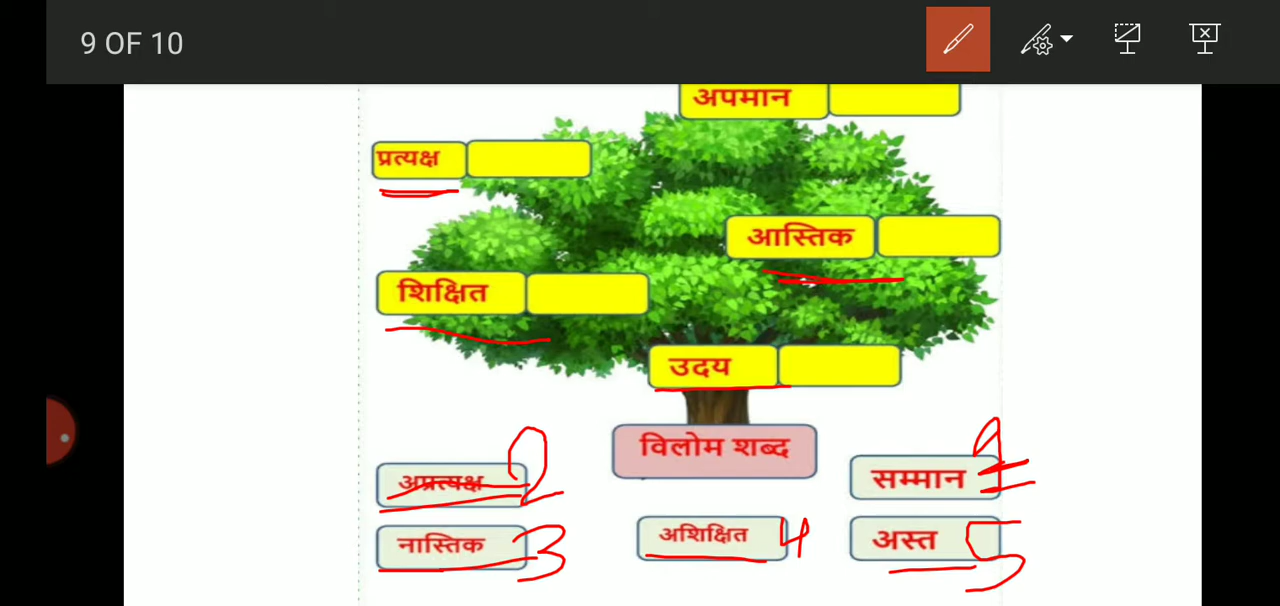 9 OF 10
अपमान
प्रत्यक्ष
आस्तिक
शिक्षित
उदय
विलोम शब्द
अप्रत्यक्ष 2
सम्मान 1
नास्तिक 3
अशिक्षित 4
अस्त 5